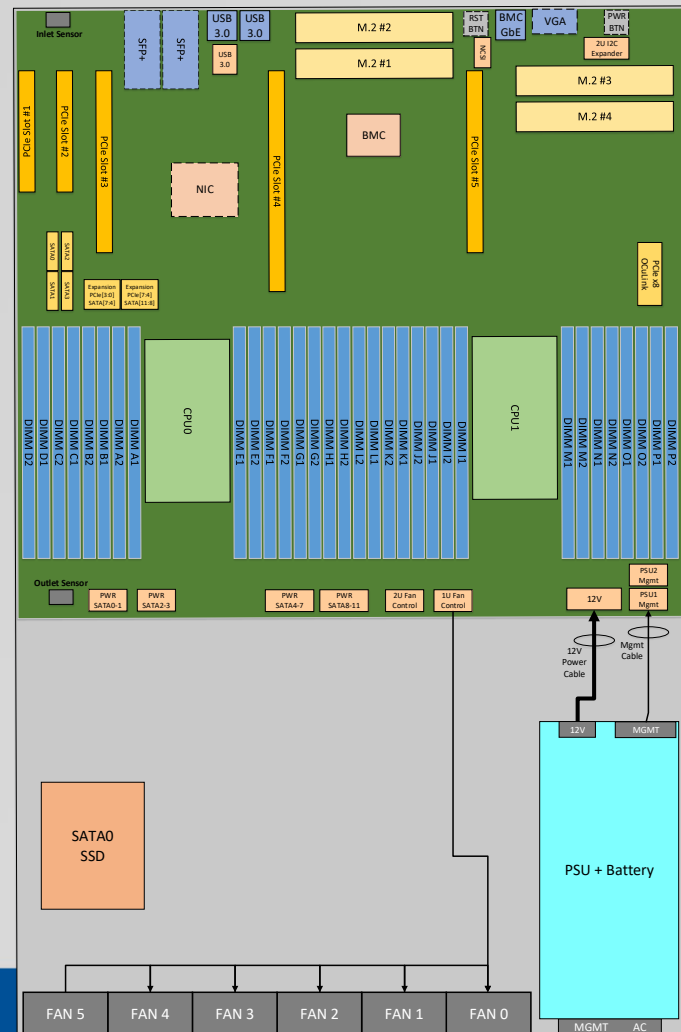 Inlet Sensor
SFP+
SFP+
USB
3.0
USB
3.0
USB
3.0
M.2 #2
M.2 #1
RST
BTN
NCSI
BMC
GbE
VGA
PWR
BTN
2U I2C
Expander
M.2 #3
M.2 #4
PCIe Slot #1
PCIe Slot #2
PCIe Slot #3
NIC
PCIe Slot #4
BMC
PCIe Slot #5
SATA0
SATA2
SATA1
SATA3
Expansion
PCIe[3:0]
SATA[7:4]
Expansion
PCIe[7:4]
SATA[11:8]
PCIe x8
OCuLink
DIMM D2
DIMM D1
DIMM C2
DIMM C1
DIMM B2
DIMM B1
DIMM A2
DIMM A1
CPU0
DIMM E1
DIMM E2
DIMM F1
DIMM F2
DIMM G1
DIMM G2
DIMM H1
DIMM H2
DIMM L2
DIMM L1
DIMM K2
DIMM K1
DIMM J2
DIMM J1
DIMM I2
DIMM I1
CPU1
DIMM M1
DIMM M2
DIMM N1
DIMM N2
DIMM O1
DIMM O2
DIMM P1
DIMM P2
Outlet Sensor
PWR
SATA0-1
PWR
SATA2-3
PWR
SATA4-7
PWR
SATA8-11
2U Fan
Control
1U Fan
Control
12V
PSU2
Mgmt
PSU1
Mgmt
12V
Power
Cable
Mgmt
Cable
12V
MGMT
SATA0
SSD
PSU + Battery
FAN 5
FAN 4
FAN 3
FAN 2
FAN 1
FAN 0
MGMT
AC